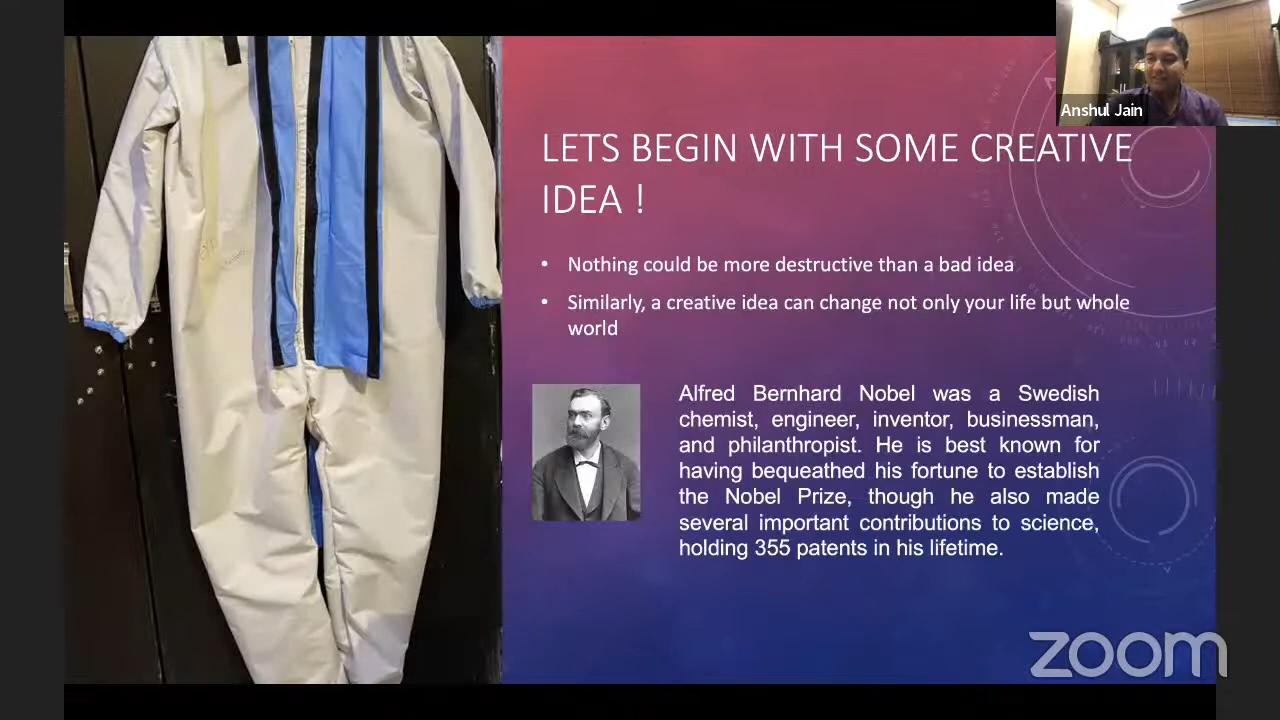 Anshul Jain
LETS BEGIN WITH SOME CREATIVE
IDEA !
• Nothing could be more destructive than a bad idea
• Similarly, a creative idea can change not only your life but whole
world
Alfred Bernhard Nobel was a Swedish
chemist, engineer, inventor, businessman,
and philanthropist. He is best known for
having bequeathed his fortune to establish
the Nobel Prize, though he also made
several important contributions to science,
holding 355 patents in his lifetime.
zoom